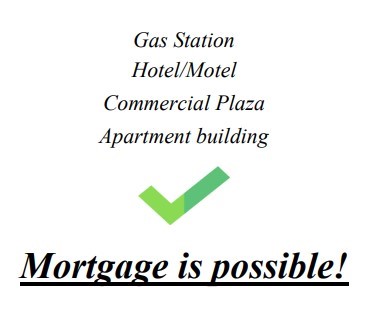 Gas Station
Hotel/Motel
Commercial Plaza
Apartment building
Mortgage is possible!